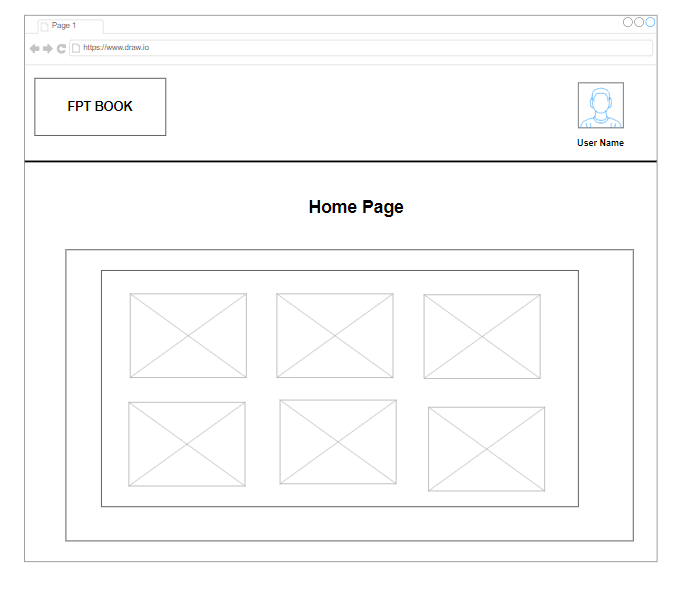 Page 1
https://www.draw.io
FPT BOOK
User Name
Home Page